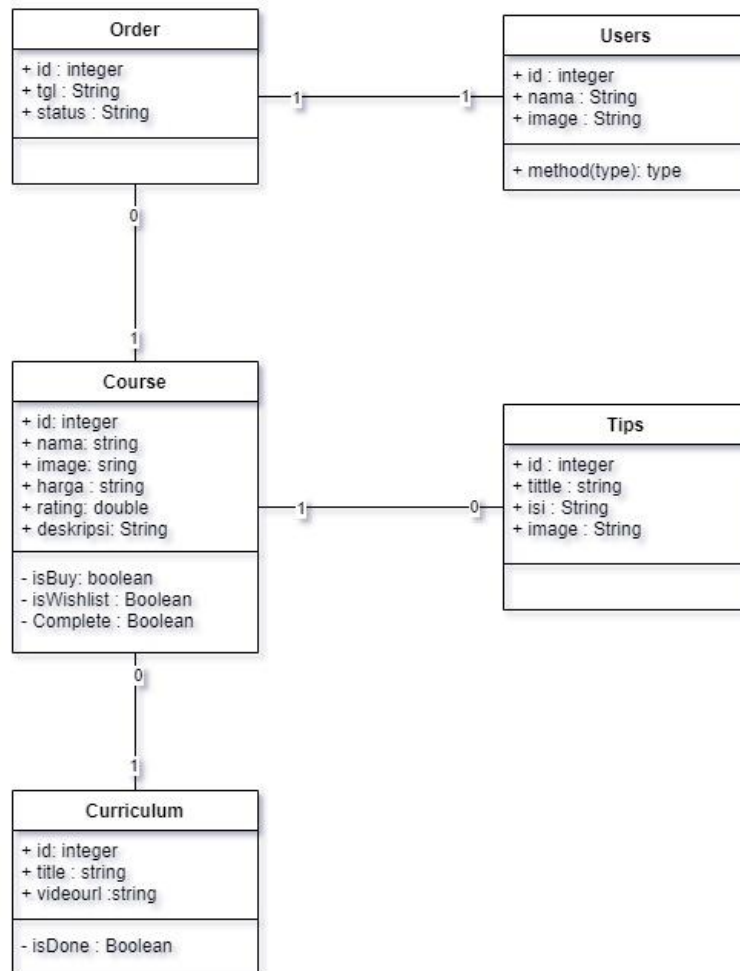 Order
+ id : integer
+ tgl : String
+ status : String
Users
+ id : integer
+ nama : String
+ image : String
+ method(type): type
1
1
0
1
Course
+ id: integer
+ nama: string
+ image: sring
+ harga : string
+ rating: double
+ deskripsi: String
- isBuy: boolean
- isWishlist : Boolean
- Complete : Boolean
1
0
Tips
+ id : integer
+ tittle : string
+ isi : String
+ image : String
0
1
Curriculum
+ id: integer
+ title : string
+ videourl :string
- isDone : Boolean